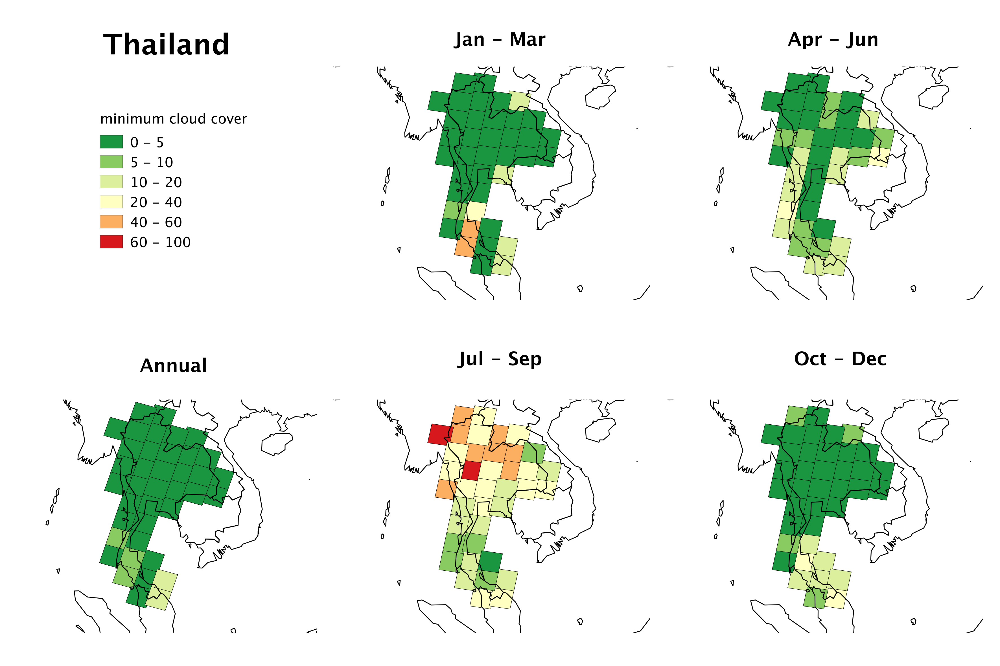 Thailand
minimum cloud cover
0 – 5
5 – 10
10 – 20
20 – 40
40 – 60
60 – 100
Jan – Mar
Apr – Jun
Annual
Jul – Sep
Oct – Dec